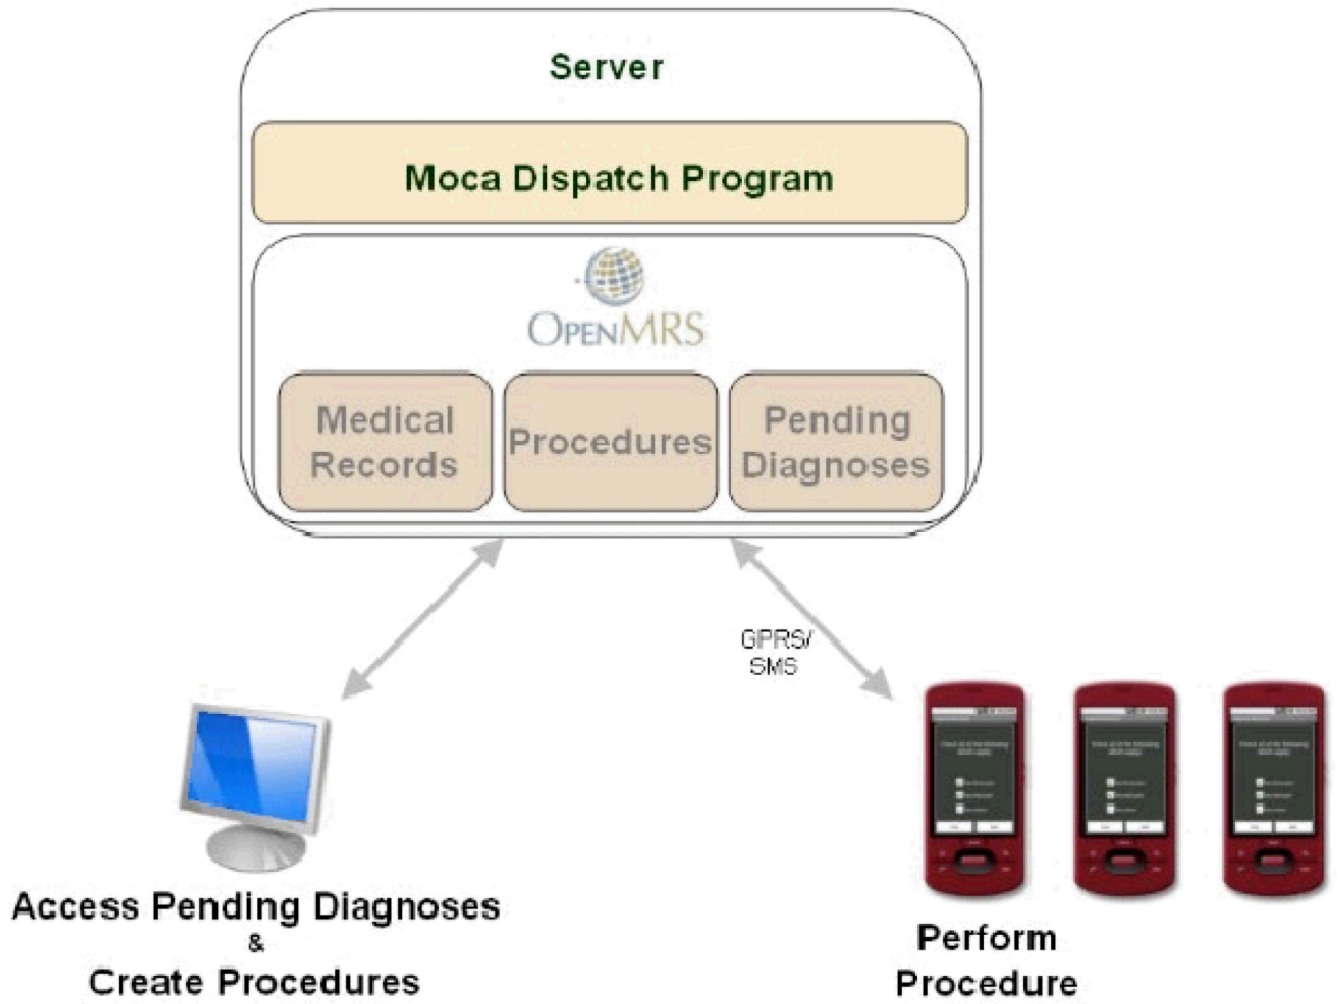 Server
Moca Dispatch Program
OPENMRS
Medical
Records
Procedures
Pending
Diagnoses
GPRS/
SMS
Access Pending Diagnoses
&
Create Procedures
Perform
Procedure